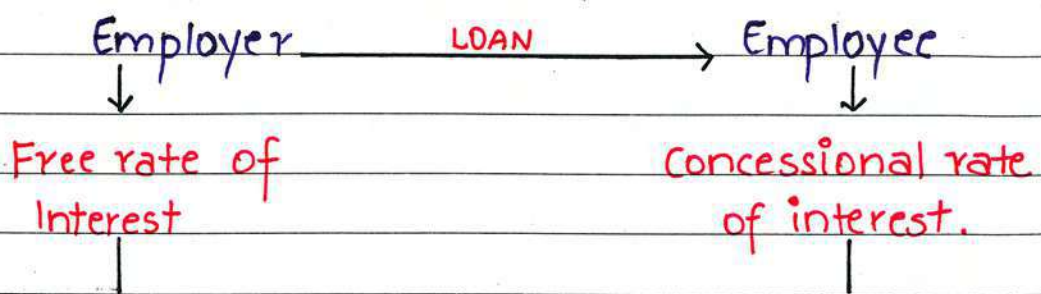 Employer LOAN Employee
Free rate of Concessional rate
Interest of interest.